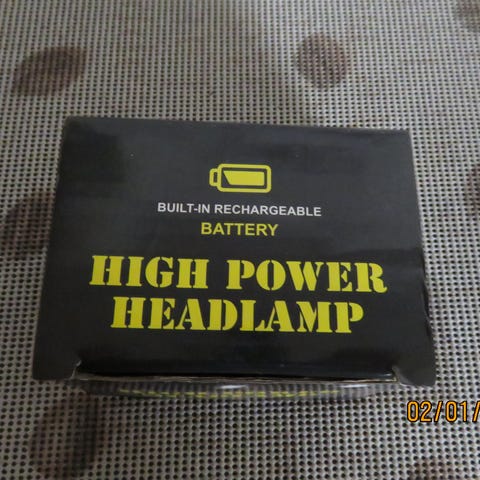 BUILT-IN RECHARGEABLE
BATTERY
HIGH POWER
HEADLAMP
02/01/